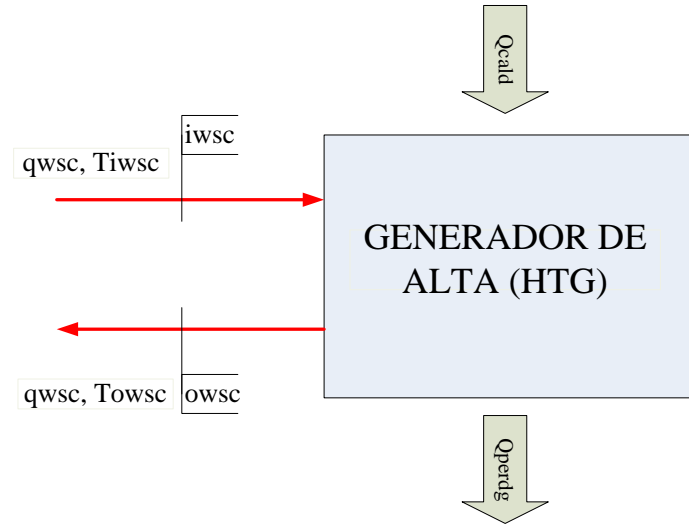 Qcald
iwsc
qwsc, Tiwsc
GENERADOR DE
ALTA (HTG)
qwsc, Towsc
owsc
Qperdg